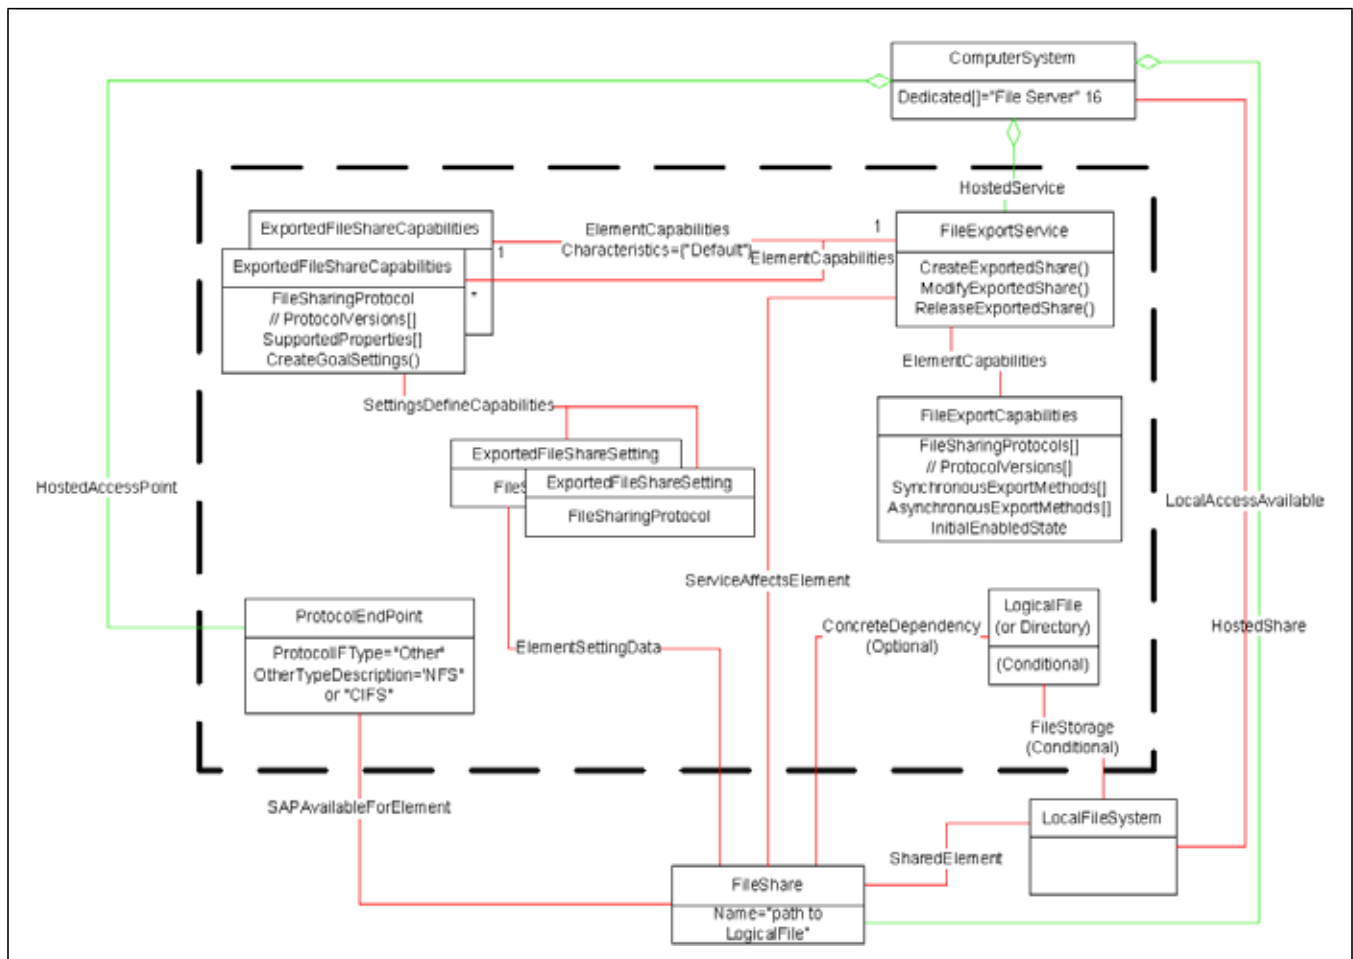 ComputerSystem
Dedicated[]="File Server" 16
HostedService
ExportedFileShareCapabilities
ElementCapabilities
Characteristics=("Default")
1
FileExportService
1
ElementCapabilities
ExportedFileShareCapabilities
CreateExportedShare()
ModifyExportedShare()
ReleaseExportedShare()
FileSharingProtocol
*
// ProtocolVersions[]
SupportedProperties[]
CreateGoalSettings()
ElementCapabilities
SettingsDefineCapabilities
FileExportCapabilities
FileSharingProtocols[]
// ProtocolVersions[]
SynchronousExportMethods[]
AsynchronousExportMethods[]
InitialEnabledState
ExportedFileShareSetting
FileS
ExportedFileShareSetting
FileSharingProtocol
HostedAccessPoint
LocalAccessAvailable
ServiceAffectsElement
ProtocolEndPoint
ProtocolIFType="Other"
OtherTypeDescription='NFS"
or "CIFS"
ElementSettingData
ConcreteDependency
(Optional)
LogicalFile
(or Directory)
(Conditional)
HostedShare
FileStorage
(Conditional)
SAPAvailableForElement
LocalFileSystem
SharedElement
FileShare
Name="path to
LogicalFile"